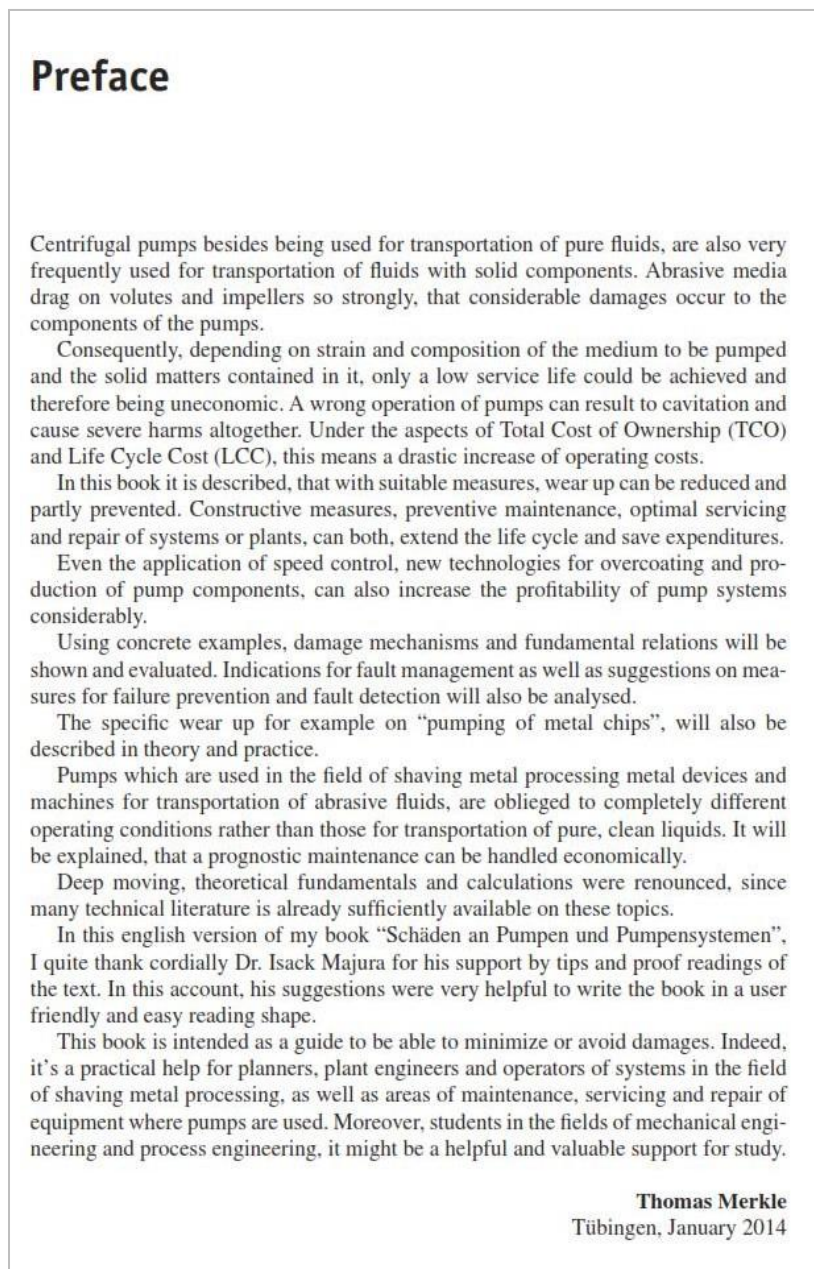 Preface
Centrifugal pumps besides being used for transportation of pure fluids, are also very
frequently used for transportation of fluids with solid components. Abrasive media
drag on volutes and impellers so strongly, that considerable damages occur to the
components of the pumps.
Consequently, depending on strain and composition of the medium to be pumped
and the solid matters contained in it, only a low service life could be achieved and
therefore being uneconomic. A wrong operation of pumps can result to cavitation and
cause severe harms altogether. Under the aspects of Total Cost of Ownership (TCO)
and Life Cycle Cost (LCC), this means a drastic increase of operating costs.
In this book it is described, that with suitable measures, wear up can be reduced and
partly prevented. Constructive measures, preventive maintenance, optimal servicing
and repair of systems or plants, can both, extend the life cycle and save expenditures.
Even the application of speed control, new technologies for overcoating and pro-
duction of pump components, can also increase the profitability of pump systems
considerably.
Using concrete examples, damage mechanisms and fundamental relations will be
shown and evaluated. Indications for fault management as well as suggestions on mea-
sures for failure prevention and fault detection will also be analysed.
The specific wear up for example on “pumping of metal chips”, will also be
described in theory and practice.
Pumps which are used in the field of shaving metal processing metal devices and
machines for transportation of abrasive fluids, are oblieged to completely different
operating conditions rather than those for transportation of pure, clean liquids. It will
be explained, that a prognostic maintenance can be handled economically.
Deep moving, theoretical fundamentals and calculations were renounced, since
many technical literature is already sufficiently available on these topics.
In this english version of my book “Schäden an Pumpen und Pumpensystemen”,
I quite thank cordially Dr. Isack Majura for his support by tips and proof readings of
the text. In this account, his suggestions were very helpful to write the book in a user
friendly and easy reading shape.
This book is intended as a guide to be able to minimize or avoid damages. Indeed,
it’s a practical help for planners, plant engineers and operators of systems in the field
of shaving metal processing, as well as areas of maintenance, servicing and repair of
equipment where pumps are used. Moreover, students in the fields of mechanical engi-
neering and process engineering, it might be a helpful and valuable support for study.
Thomas Merkle
Tübingen, January 2014